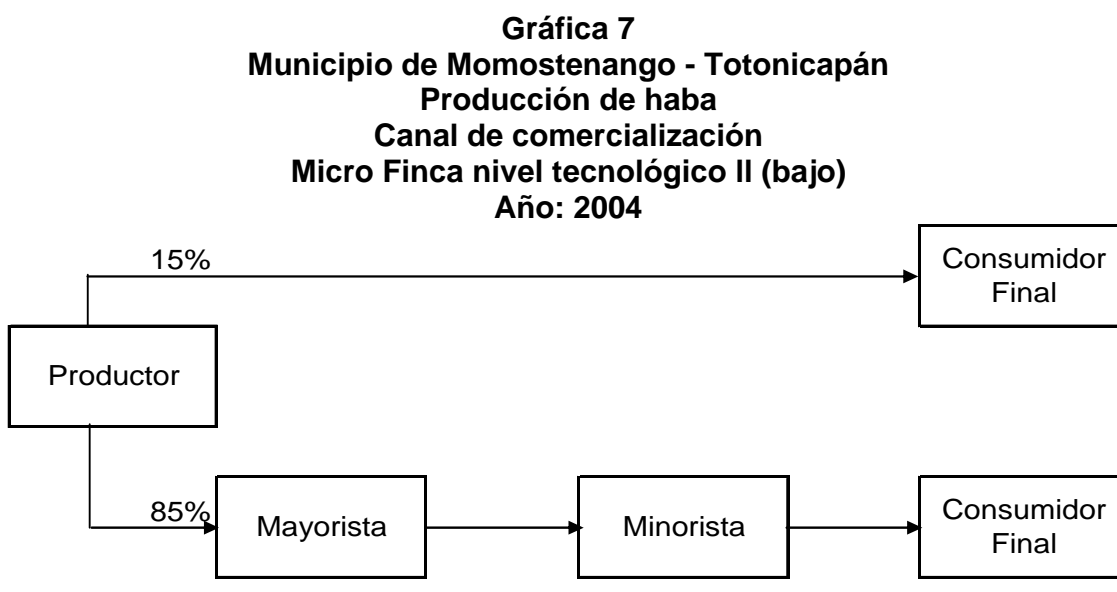 Gráfica 7
Municipio de Momostenango - Totonicapán
Producción de haba
Canal de comercialización
Micro Finca nivel tecnológico II (bajo)
Año: 2004
15%
Consumidor
Final
Productor
85%
Mayorista
Minorista
Consumidor
Final